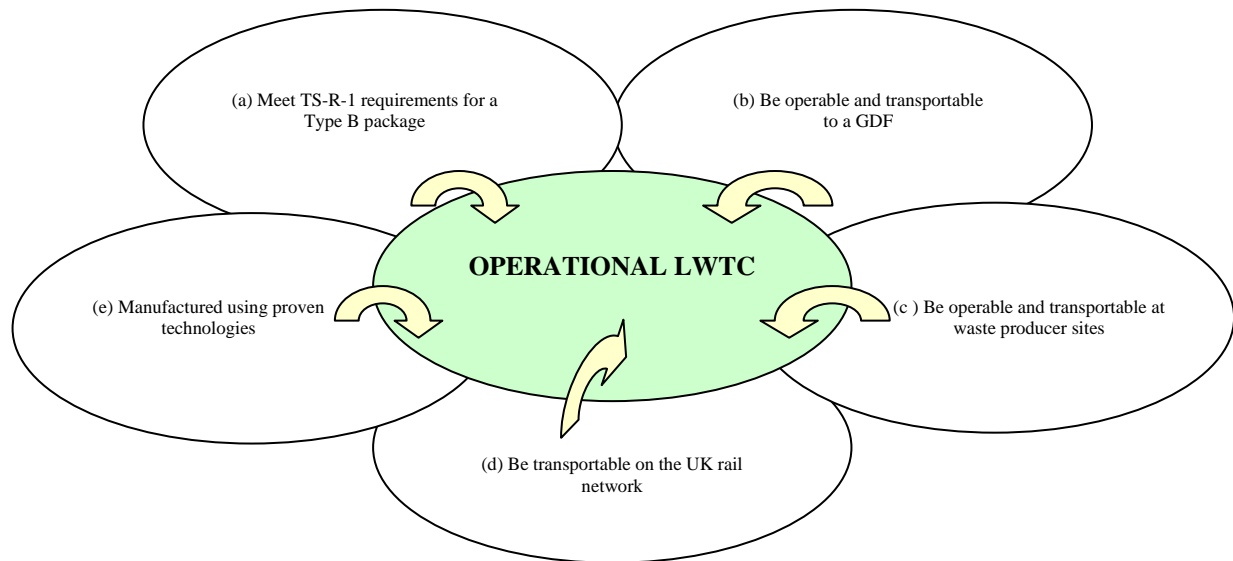 (a) Meet TS-R-1 requirements for a
Type B package
(b) Be operable and transportable
to a GDF
OPERATIONAL LWTC
(e) Manufactured using proven
technologies
(c ) Be operable and transportable at
waste producer sites
(d) Be transportable on the UK rail
network